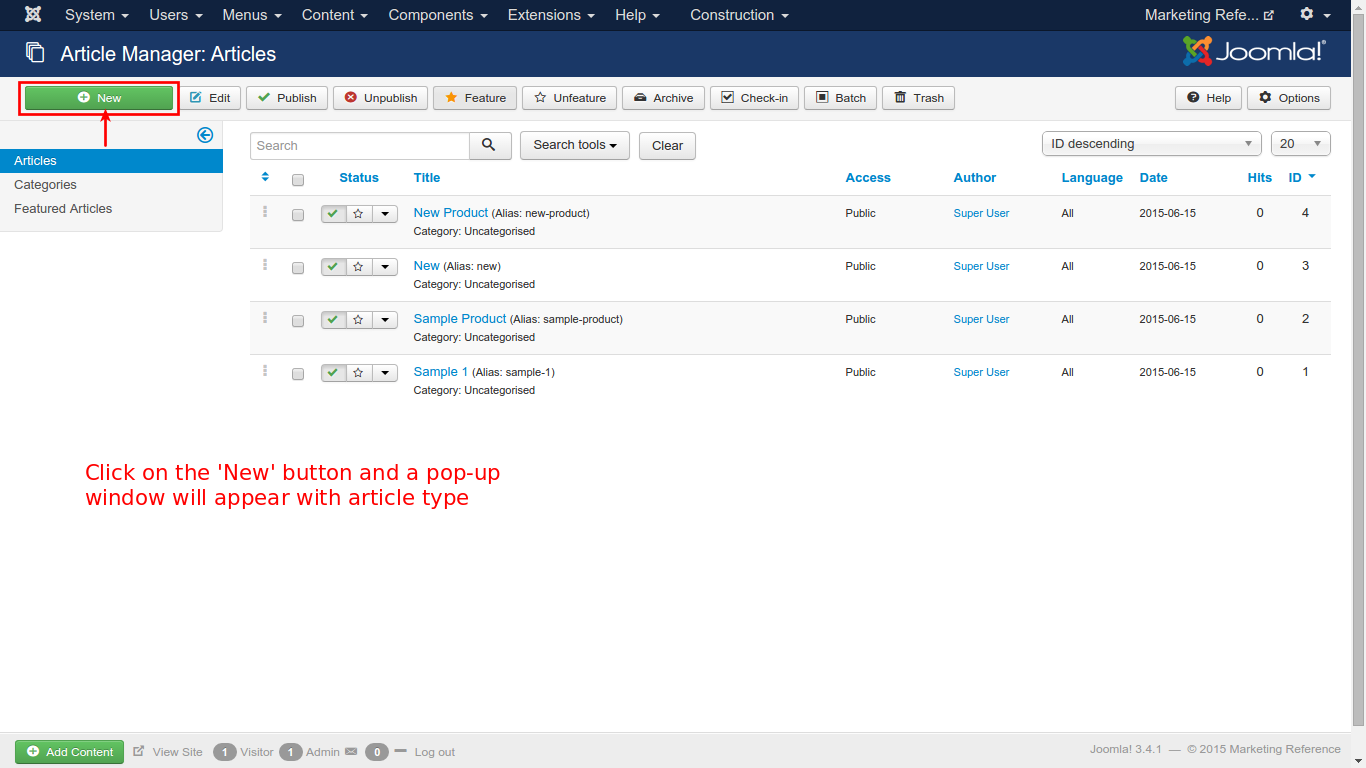 System Users Menus Content Components Extensions Help Construction Marketing Refe...
Article Manager: Articles Joomla!®
New Edit Publish Unpublish Feature Unfeature Archive Check-in Batch Trash Help Options
Search Search tools Clear ID descending 20
Articles
Categories
Featured Articles
Status Title Access Author Language Date Hits ID
New Product (Alias: new-product) Public Super User All 2015-06-15 0 4
Category: Uncategorised
New (Alias: new) Public Super User All 2015-06-15 0 3
Category: Uncategorised
Sample Product (Alias: sample-product) Public Super User All 2015-06-15 0 2
Category: Uncategorised
Sample 1 (Alias: sample-1) Public Super User All 2015-06-15 0 1
Category: Uncategorised
Click on the 'New' button and a pop-up
window will appear with article type
Add Content View Site 1 Visitor 1 Admin 0 Log out Joomla! 3.4.1 — © 2015 Marketing Reference